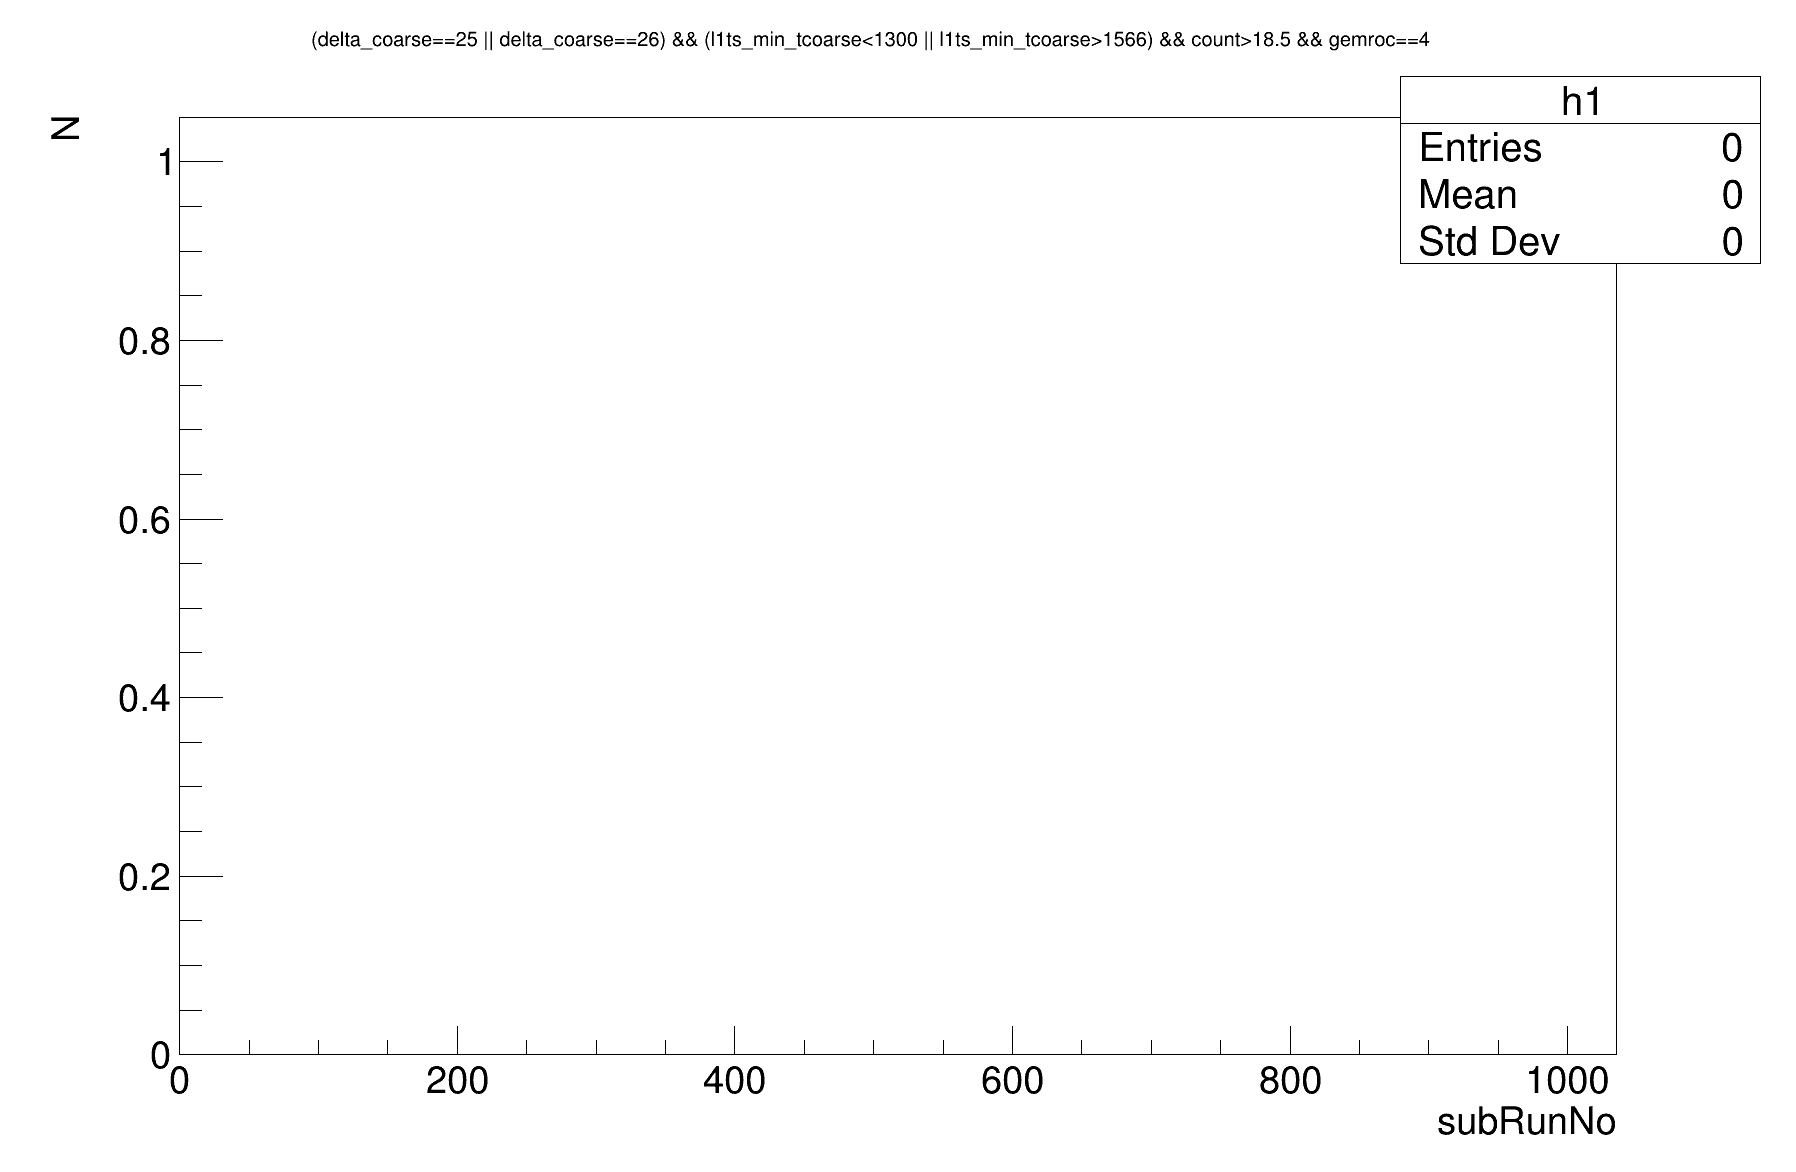 (delta_coarse==25 || delta_coarse==26) && (l1ts_min_tcoarse<1300 || l1ts_min_tcoarse>1566) && count>18.5 && gemroc==4
h1
Entries 0
Mean 0
Std Dev 0
N
1
0.8
0.6
0.4
0.2
0
0 200 400 600 800 1000
subRunNo